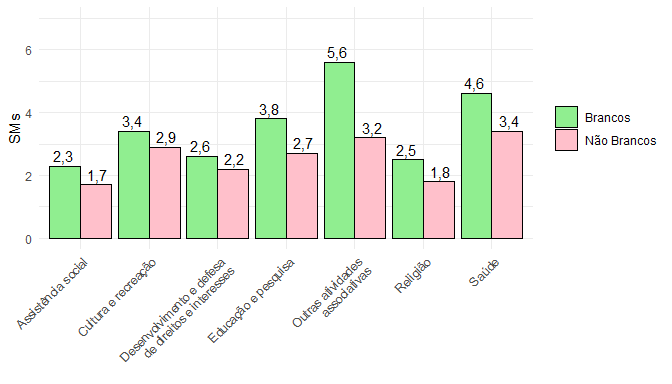 SMs
6
4
2
0
2,3
1,7
3,4
2,9
2,6
2,2
3,8
2,7
5,6
3,2
2,5
1,8
4,6
3,4
Assistência social
Cultura e recreação
Desenvolvimento e defesa
de direitos e interesses
Educação e pesquisa
Outras atividades
associativas
Religião
Saúde
Brancos
Não Brancos